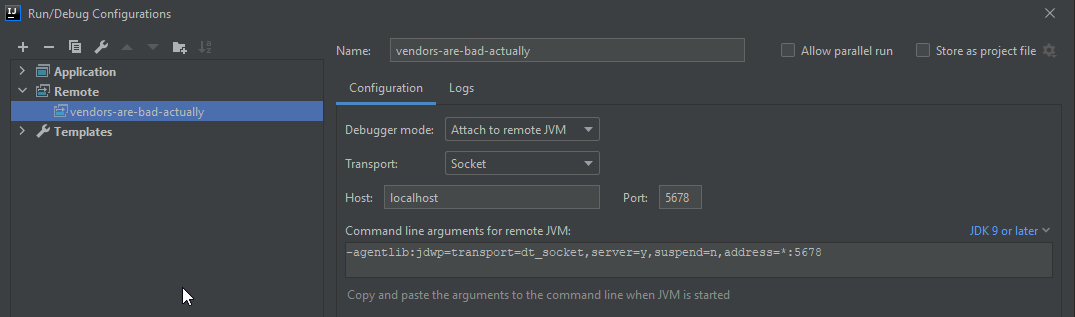 IJ Run/Debug Configurations
Name: vendors-are-bad-actually Allow parallel run Store as project file
Application
Remote
vendors-are-bad-actually
Templates
Configuration Logs
Debugger mode: Attach to remote JVM
Transport: Socket
Host: localhost Port: 5678
Command line arguments for remote JVM: JDK 9 or later
-agentlib:jdwp=transport=dt_socket,server=y,suspend=n,address=*:5678
Copy and paste the arguments to the command line when JVM is started